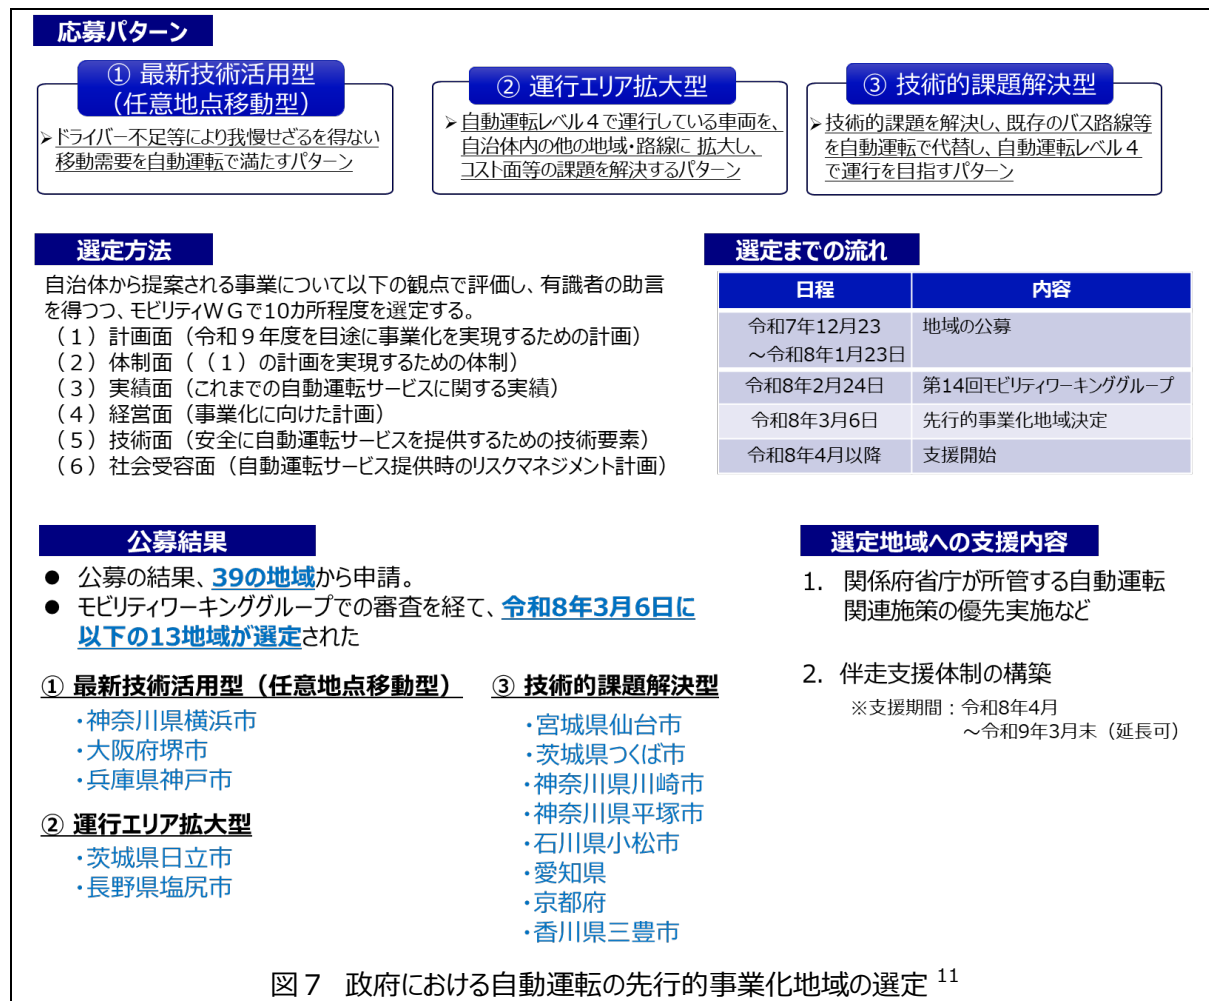 応募パターン
① 最新技術活用型
(任意地点移動型)
➢ドライバー不足等により我慢せざるを得ない
移動需要を自動運転で満たすパターン
② 運行エリア拡大型
➢自動運転レベル４で運行している車両を、
自治体内の他の地域・路線に 拡大し、
コスト面等の課題を解決するパターン
③ 技術的課題解決型
➢技術的課題を解決し、既存のバス路線等
を自動運転で代替し、自動運転レベル４
で運行を目指すパターン
選定方法
自治体から提案される事業について以下の観点で評価し、有識者の助言
を得つつ、モビリティＷＧで10カ所程度を選定する。
（１）計画面（令和９年度を目途に事業化を実現するための計画）
（２）体制面（（１）の計画を実現するための体制）
（３）実績面（これまでの自動運転サービスに関する実績）
（４）経営面（事業化に向けた計画）
（５）技術面（安全に自動運転サービスを提供するための技術要素）
（６）社会受容面（自動運転サービス提供時のリスクマネジメント計画）
選定までの流れ
日程 内容
令和7年12月23 地域の公募
～令和8年1月23日
令和8年2月24日 第14回モビリティワーキンググループ
令和8年3月6日 先行的事業化地域決定
令和8年4月以降 支援開始
公募結果
● 公募の結果、39の地域から申請。
● モビリティワーキンググループでの審査を経て、令和8年3月6日に
以下の13地域が選定された
① 最新技術活用型（任意地点移動型）
・神奈川県横浜市
・大阪府堺市
・兵庫県神戸市
② 運行エリア拡大型
・茨城県日立市
・長野県塩尻市
③ 技術的課題解決型
・宮城県仙台市
・茨城県つくば市
・神奈川県川崎市
・神奈川県平塚市
・石川県小松市
・愛知県
・京都府
・香川県三豊市
選定地域への支援内容
1. 関係府省庁が所管する自動運転
関連施策の優先実施など
2. 伴走支援体制の構築
※支援期間：令和8年4月
～令和9年3月末（延長可）
図７ 政府における自動運転の先行的事業化地域の選定 11